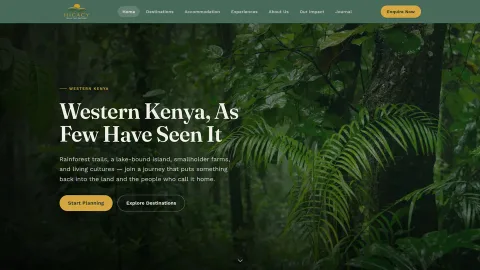 LEGACY
Home
Destinations
Accommodation
Experiences
About Us
Our Impact
Journal
Enquire Now
WESTERN KENYA
Western Kenya, As
Few Have Seen It
Rainforest trails, a lake-bound island, smallholder farms,
and living cultures — join a journey that puts something
back into the land and the people who call it home.
Start Planning
Explore Destinations